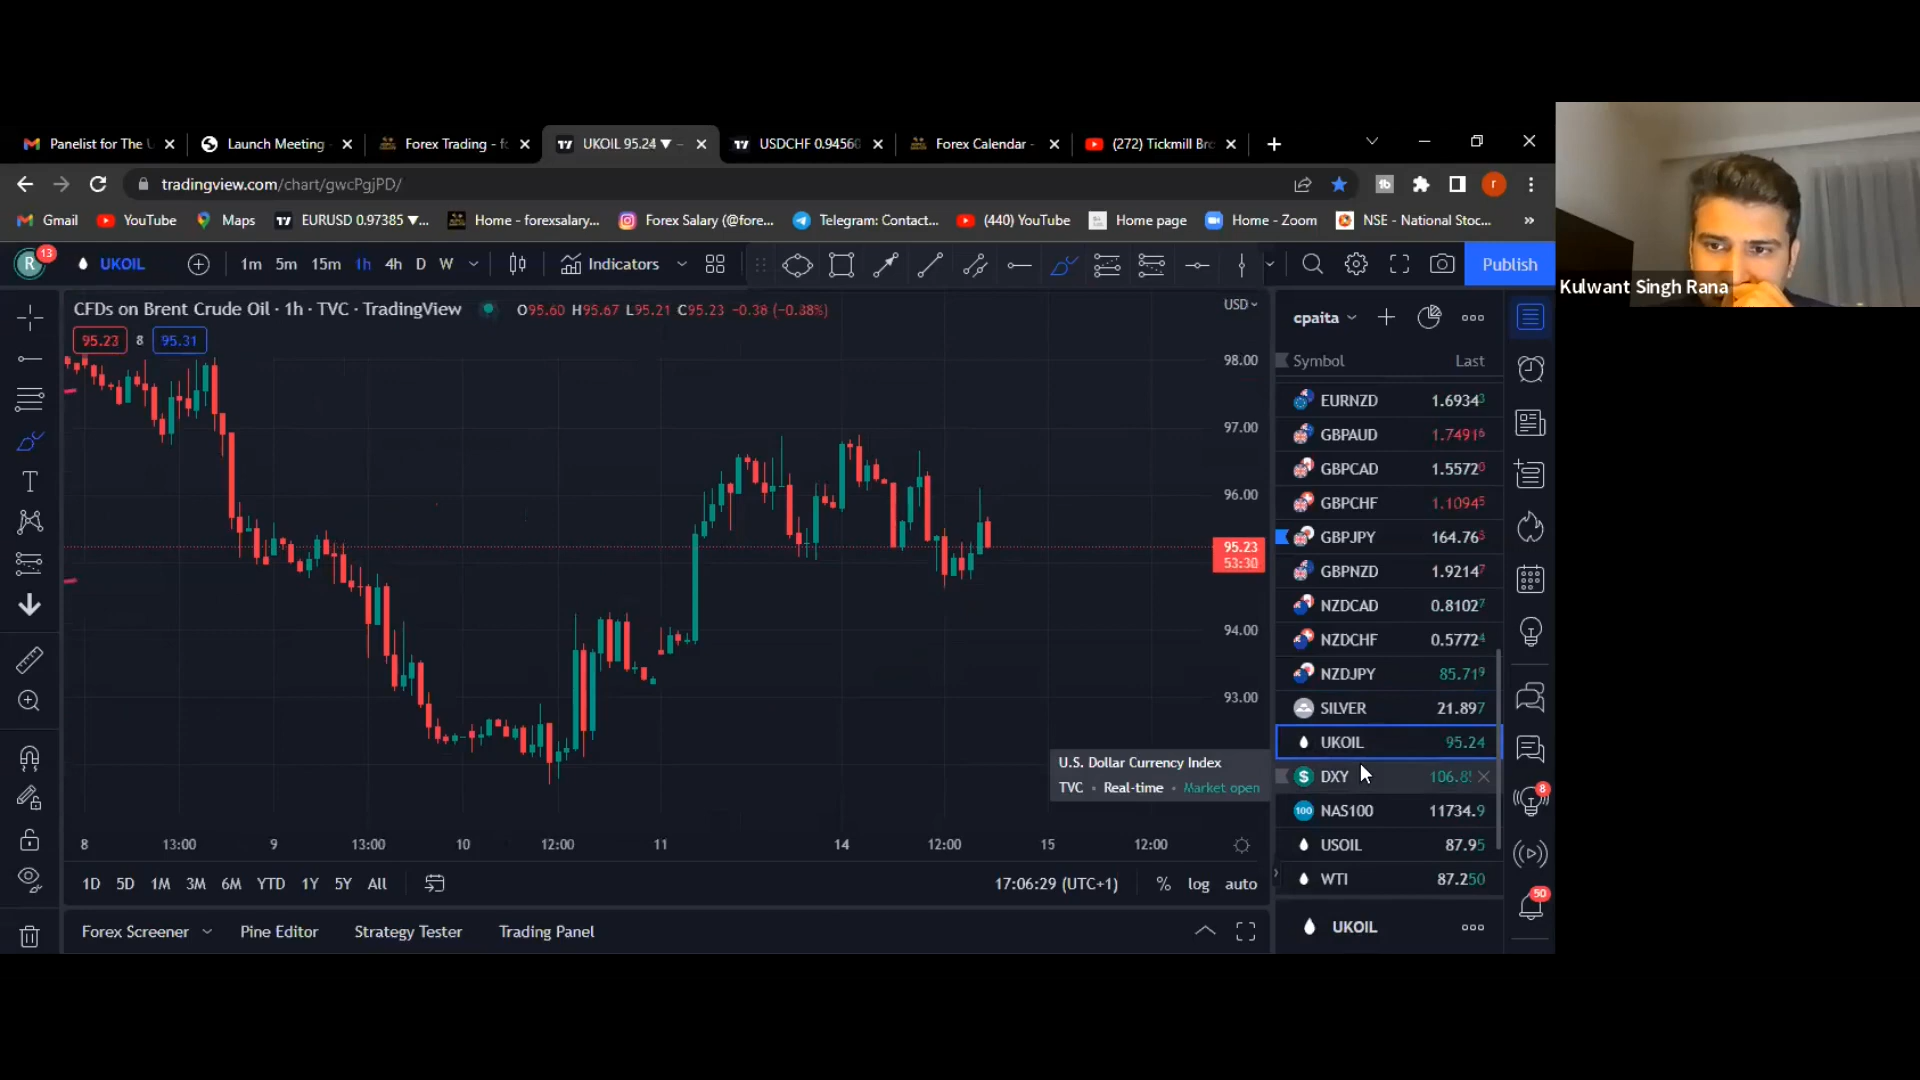 Panelist for The U
Launch Meeting
Forex Trading - fo
UKOIL 95.24 ▼ -
USDCHF 0.94560
Forex Calendar -
(272) Tickmill Bro
tradingview.com/chart/gwcPgjPD/
Gmail
YouTube
Maps
EURUSD 0.97385 ▼...
Home - forexsalary...
Forex Salary (@fore...
Telegram: Contact...
(440) YouTube
Home page
Home - Zoom
NSE - National Stoc...
Kulwant Singh Rana
R
13
UKOIL
1m 5m 15m 1h 4h D W
Indicators
Publish
CFDs on Brent Crude Oil · 1h · TVC · TradingView
O95.60 H95.67 L95.21 C95.23 -0.38 (-0.38%)
95.23 8 95.31
USD
98.00
97.00
96.00
95.23
53:30
94.00
93.00
cpaita
Symbol Last
EURNZD 1.69343
GBPAUD 1.74916
GBPCAD 1.55720
GBPCHF 1.10945
GBPJPY 164.763
GBPNZD 1.92147
NZDCAD 0.81027
NZDCHF 0.57724
NZDJPY 85.719
SILVER 21.897
UKOIL 95.24
DXY 106.8
NAS100 11734.9
USOIL 87.95
WTI 87.250
UKOIL
U.S. Dollar Currency Index
TVC · Real-time · Market open
8 13:00 9 13:00 10 12:00 11 14 12:00 15 12:00
1D 5D 1M 3M 6M YTD 1Y 5Y All
17:06:29 (UTC+1) % log auto
Forex Screener Pine Editor Strategy Tester Trading Panel
8
50